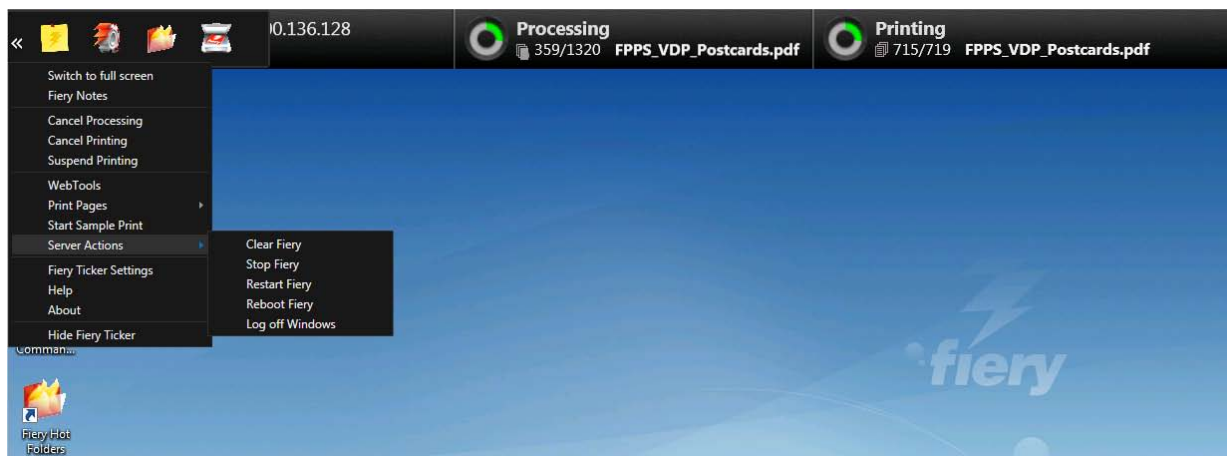 «
0.136.128
Processing
359/1320 FPPS_VDP_Postcards.pdf
Printing
715/719 FPPS_VDP_Postcards.pdf
Switch to full screen
Fiery Notes
Cancel Processing
Cancel Printing
Suspend Printing
WebTools
Print Pages
Start Sample Print
Server Actions
Fiery Ticker Settings
Help
About
Hide Fiery Ticker
Clear Fiery
Stop Fiery
Restart Fiery
Reboot Fiery
Log off Windows
Comman...
Fiery Hot
Folders
fiery